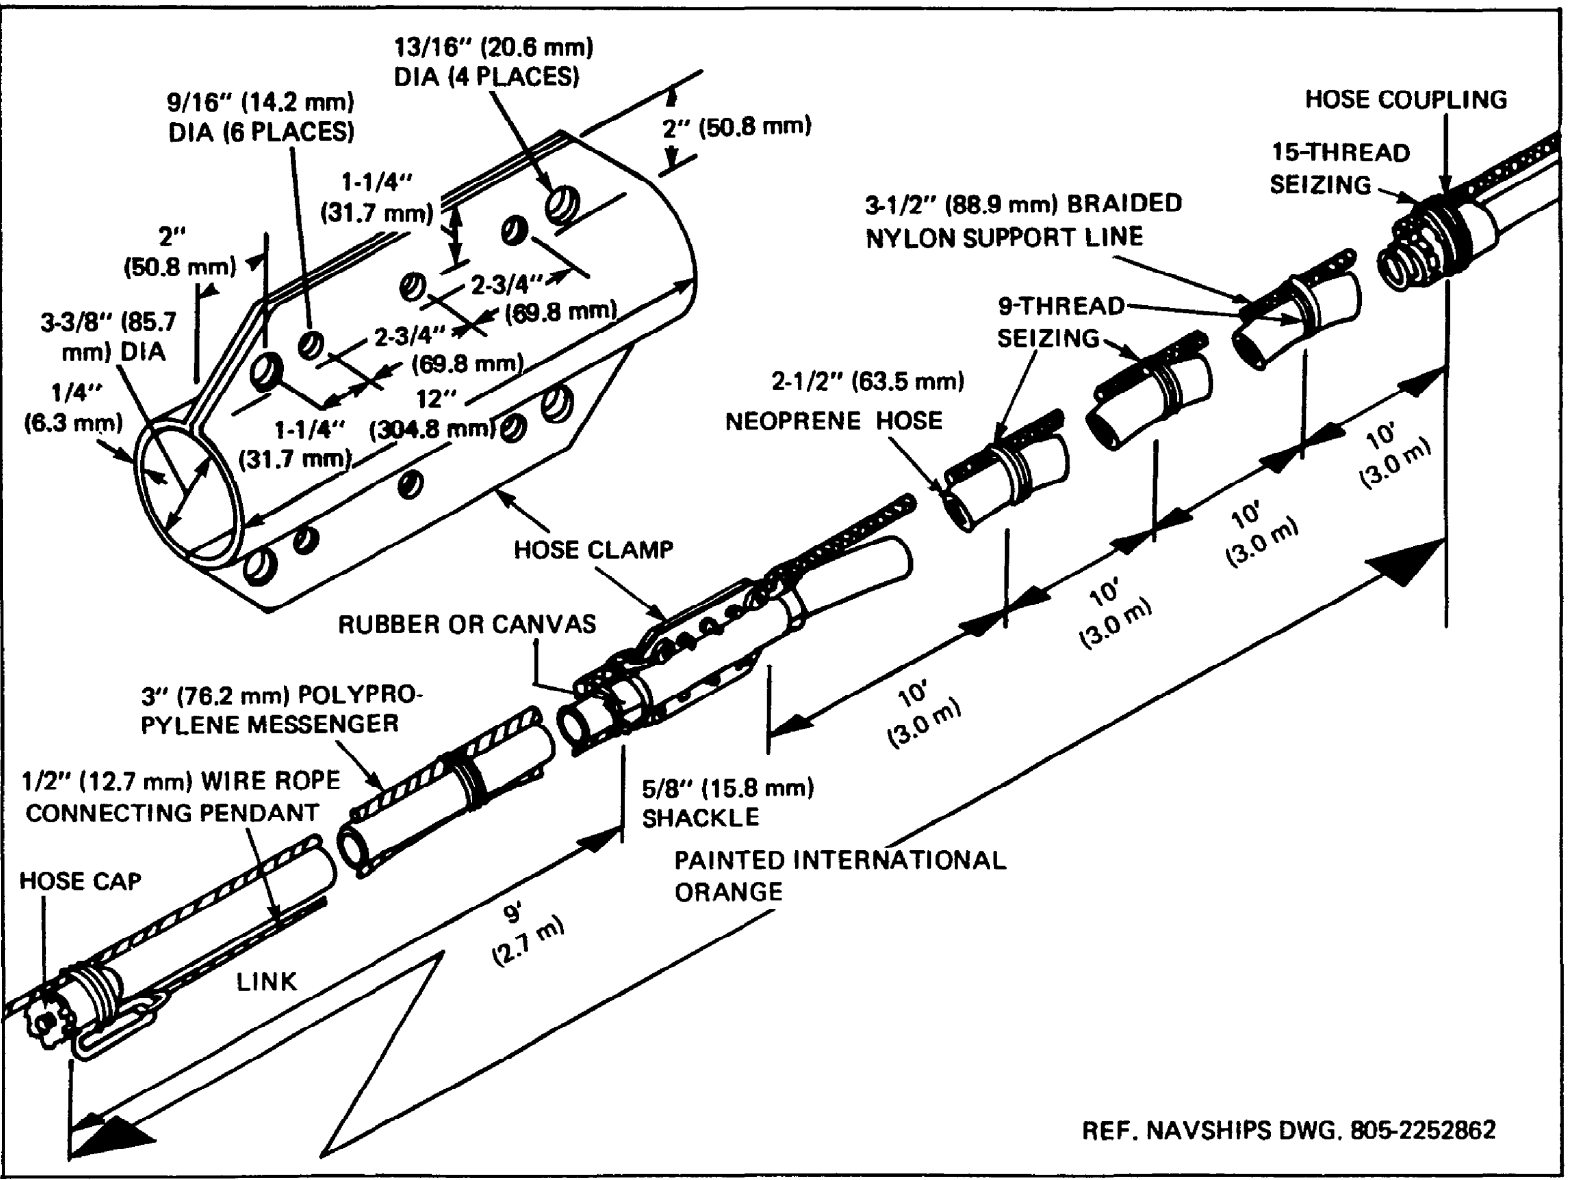 13/16" (20.6 mm)
DIA (4 PLACES)
9/16" (14.2 mm)
DIA (6 PLACES)
2" (50.8 mm)
HOSE COUPLING
15-THREAD
SEIZING
1-1/4"
(31.7 mm)
3-1/2" (88.9 mm) BRAIDED
NYLON SUPPORT LINE
2"
(50.8 mm)
2-3/4"
(69.8 mm)
9-THREAD
SEIZING
3-3/8" (85.7
mm) DIA
2-3/4"
(69.8 mm)
1/4"
(6.3 mm)
12"
(304.8 mm)
1-1/4"
(31.7 mm)
2-1/2" (63.5 mm)
NEOPRENE HOSE
10'
(3.0 m)
10'
(3.0 m)
HOSE CLAMP
10'
(3.0 m)
RUBBER OR CANVAS
10'
(3.0 m)
3" (76.2 mm) POLYPRO-
PYLENE MESSENGER
1/2" (12.7 mm) WIRE ROPE
CONNECTING PENDANT
5/8" (15.8 mm)
SHACKLE
PAINTED INTERNATIONAL
ORANGE
HOSE CAP
9'
(2.7 m)
LINK
REF. NAVSHIPS DWG. 805-2252862